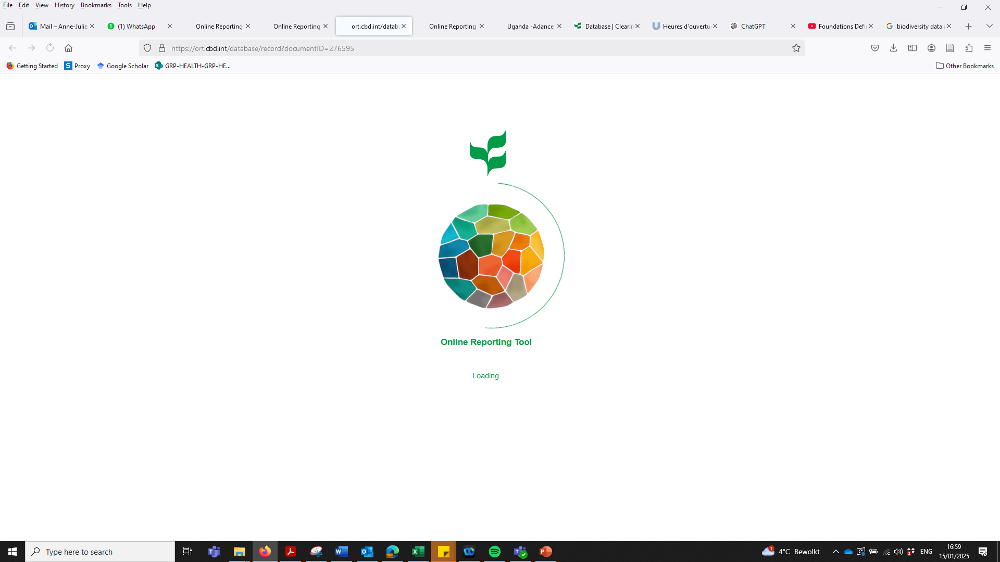 File Edit View History Bookmarks Tools Help
Mail – Anne-Julie (1) WhatsApp Online Reporting Online Reporting ort.cbd.int/datab Online Reporting Uganda -Adance Database | Clearin Heures d'ouvertu ChatGPT Foundations Defi biodiversity data
https://ort.cbd.int/database/record?documentID=276595
Getting Started Proxy Google Scholar GRP-HEALTH-GRP-HE... Other Bookmarks
Online Reporting Tool
Loading...
Type here to search
1 4°C Bewolkt ENG
16:59
15/01/2025